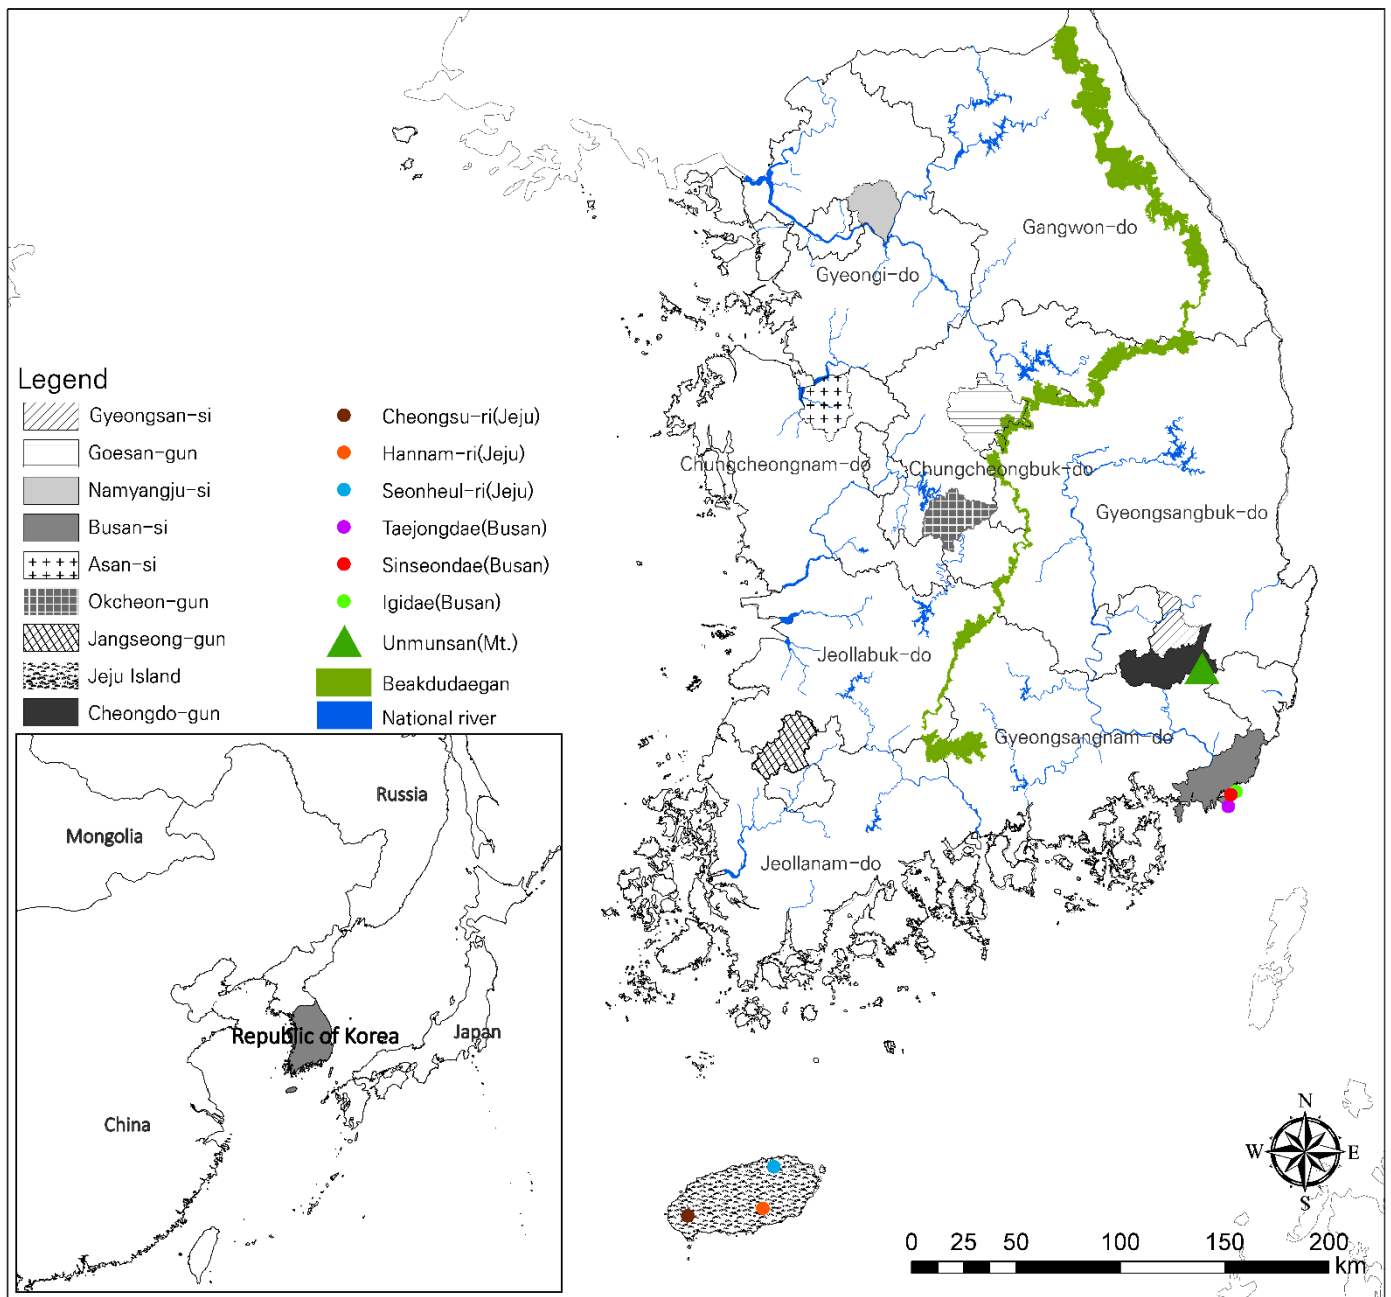 Gangwon-do
Gyeongi-do
Chungcheongnam-do
Chungcheongbuk-do
Gyeongsangbuk-do
Jeollabuk-do
Gyeongsangnam-do
Jeollanam-do
Legend
Gyeongsan-si
Goesan-gun
Namyangju-si
Busan-si
Asan-si
Okcheon-gun
Jangseong-gun
Jeju Island
Cheongdo-gun
Cheongsu-ri(Jeju)
Hannam-ri(Jeju)
Seonheul-ri(Jeju)
Taejongdae(Busan)
Sinseondae(Busan)
Igidae(Busan)
Unmunsan(Mt.)
Beakdudaegan
National river
Russia
Mongolia
Republic of Korea
Japan
China
N
W E
S
0 25 50 100 150 200
km